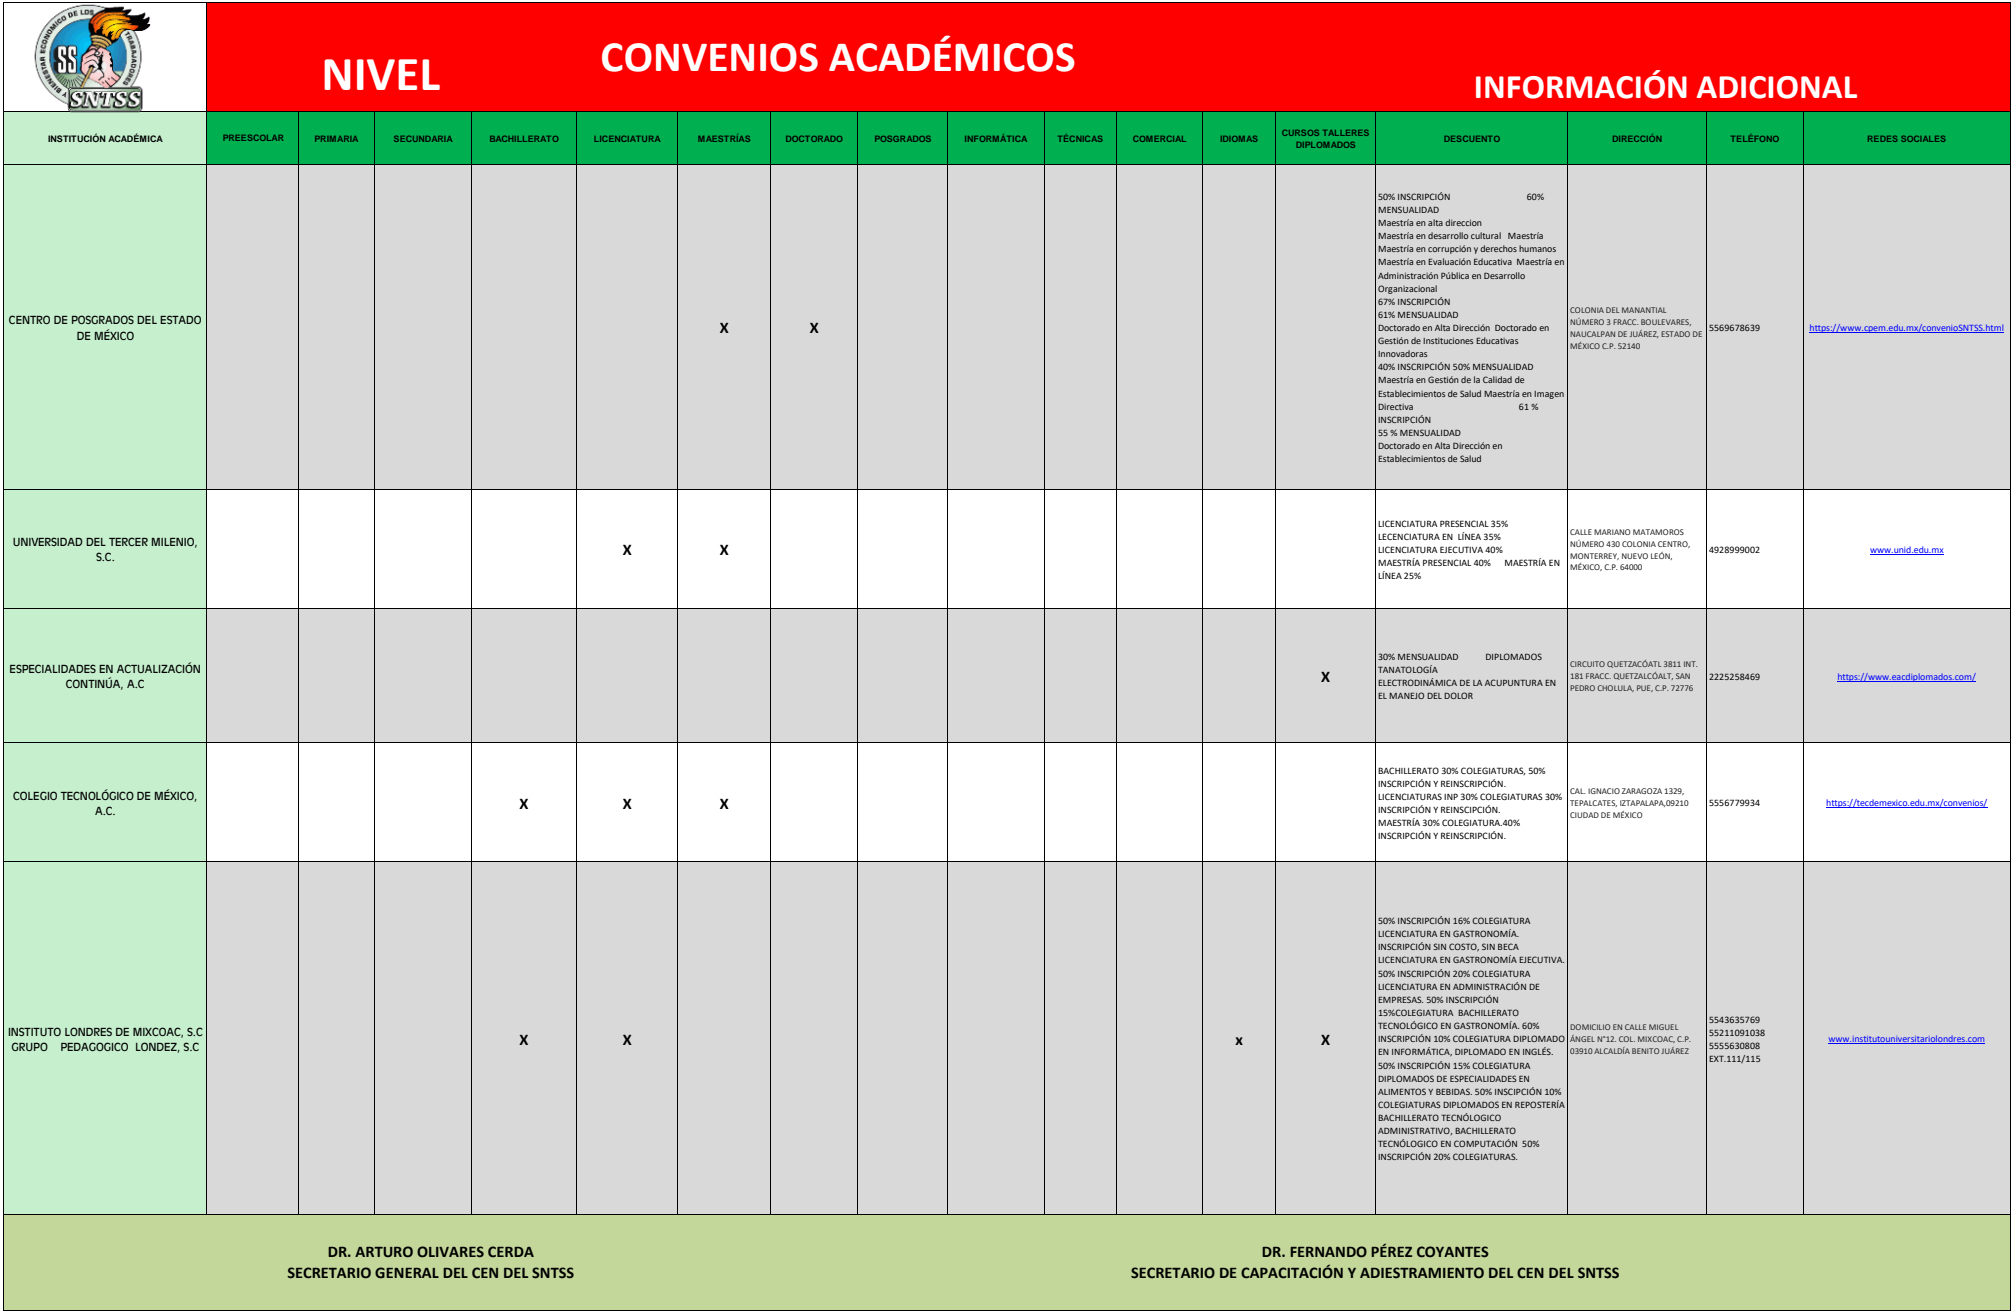 Y BIENESTAR ECONOMICO DE LOS TRABAJADORES
SS
SNTSS
NIVEL
CONVENIOS ACADÉMICOS
INFORMACIÓN ADICIONAL
INSTITUCIÓN ACADÉMICA
PREESCOLAR
PRIMARIA
SECUNDARIA
BACHILLERATO
LICENCIATURA
MAESTRÍAS
DOCTORADO
POSGRADOS
INFORMÁTICA
TÉCNICAS
COMERCIAL
IDIOMAS
CURSOS TALLERES
DIPLOMADOS
DESCUENTO
DIRECCIÓN
TELÉFONO
REDES SOCIALES
CENTRO DE POSGRADOS DEL ESTADO
DE MÉXICO
X
X
50% INSCRIPCIÓN 60%
MENSUALIDAD
Maestría en alta direccion
Maestría en desarrollo cultural Maestría
Maestría en corrupción y derechos humanos
Maestría en Evaluación Educativa Maestría en
Administración Pública en Desarrollo
Organizacional
67% INSCRIPCIÓN
61% MENSUALIDAD
Doctorado en Alta Dirección Doctorado en
Gestión de Instituciones Educativas
Innovadoras
40% INSCRIPCIÓN 50% MENSUALIDAD
Maestría en Gestión de la Calidad de
Establecimientos de Salud Maestría en Imagen
Directiva 61 %
INSCRIPCIÓN
55 % MENSUALIDAD
Doctorado en Alta Dirección en
Establecimientos de Salud
COLONIA DEL MANANTIAL
NÚMERO 3 FRACC. BOULEVARES,
NAUCALPAN DE JUÁREZ, ESTADO DE
MÉXICO C.P. 52140
5569678639
https://www.cpem.edu.mx/convenioSNTSS.html
UNIVERSIDAD DEL TERCER MILENIO,
S.C.
X
X
LICENCIATURA PRESENCIAL 35%
LECENCIATURA EN LÍNEA 35%
LICENCIATURA EJECUTIVA 40%
MAESTRÍA PRESENCIAL 40% MAESTRÍA EN
LÍNEA 25%
CALLE MARIANO MATAMOROS
NÚMERO 430 COLONIA CENTRO,
MONTERREY, NUEVO LEÓN,
MÉXICO, C.P. 64000
4928999002
www.unid.edu.mx
ESPECIALIDADES EN ACTUALIZACIÓN
CONTINÚA, A.C
X
30% MENSUALIDAD DIPLOMADOS
TANATOLOGÍA
ELECTRODINÁMICA DE LA ACUPUNTURA EN
EL MANEJO DEL DOLOR
CIRCUITO QUETZACÓATL 3811 INT.
181 FRACC. QUETZALCÓALT, SAN
PEDRO CHOLULA, PUE, C.P. 72776
2225258469
https://www.eacdiplomados.com/
COLEGIO TECNOLÓGICO DE MÉXICO,
A.C.
X
X
X
BACHILLERATO 30% COLEGIATURAS, 50%
INSCRIPCIÓN Y REINSCRIPCIÓN.
LICENCIATURAS INP 30% COLEGIATURAS 30%
INSCRIPCIÓN Y REINSCIPCIÓN.
MAESTRÍA 30% COLEGIATURA.40%
INSCRIPCIÓN Y REINSCRIPCIÓN.
CAL. IGNACIO ZARAGOZA 1329,
TEPALCATES, IZTAPALAPA,09210
CIUDAD DE MÉXICO
5556779934
https://tecdemexico.edu.mx/convenios/
INSTITUTO LONDRES DE MIXCOAC, S.C
GRUPO PEDAGOGICO LONDEZ, S.C
X
X
x
X
50% INSCRIPCIÓN 16% COLEGIATURA
LICENCIATURA EN GASTRONOMÍA.
INSCRIPCIÓN SIN COSTO, SIN BECA
LICENCIATURA EN GASTRONOMÍA EJECUTIVA.
50% INSCRIPCIÓN 20% COLEGIATURA
LICENCIATURA EN ADMINISTRACIÓN DE
EMPRESAS. 50% INSCRIPCIÓN
15%COLEGIATURA BACHILLERATO
TECNOLÓGICO EN GASTRONOMÍA. 60%
INSCRIPCIÓN 10% COLEGIATURA DIPLOMADO
EN INFORMÁTICA, DIPLOMADO EN INGLÉS.
50% INSCRIPCIÓN 15% COLEGIATURA
DIPLOMADOS DE ESPECIALIDADES EN
ALIMENTOS Y BEBIDAS. 50% INSCIPCIÓN 10%
COLEGIATURAS DIPLOMADOS EN REPOSTERÍA
BACHILLERATO TECNÓLOGICO
ADMINISTRATIVO, BACHILLERATO
TECNÓLOGICO EN COMPUTACIÓN 50%
INSCRIPCIÓN 20% COLEGIATURAS.
DOMICILIO EN CALLE MIGUEL
ÁNGEL N°12. COL. MIXCOAC, C.P.
03910 ALCALDÍA BENITO JUÁREZ
5543635769
55211091038
5555630808
EXT.111/115
www.institutouniversitariolondres.com
DR. ARTURO OLIVARES CERDA
SECRETARIO GENERAL DEL CEN DEL SNTSS
DR. FERNANDO PÉREZ COYANTES
SECRETARIO DE CAPACITACIÓN Y ADIESTRAMIENTO DEL CEN DEL SNTSS